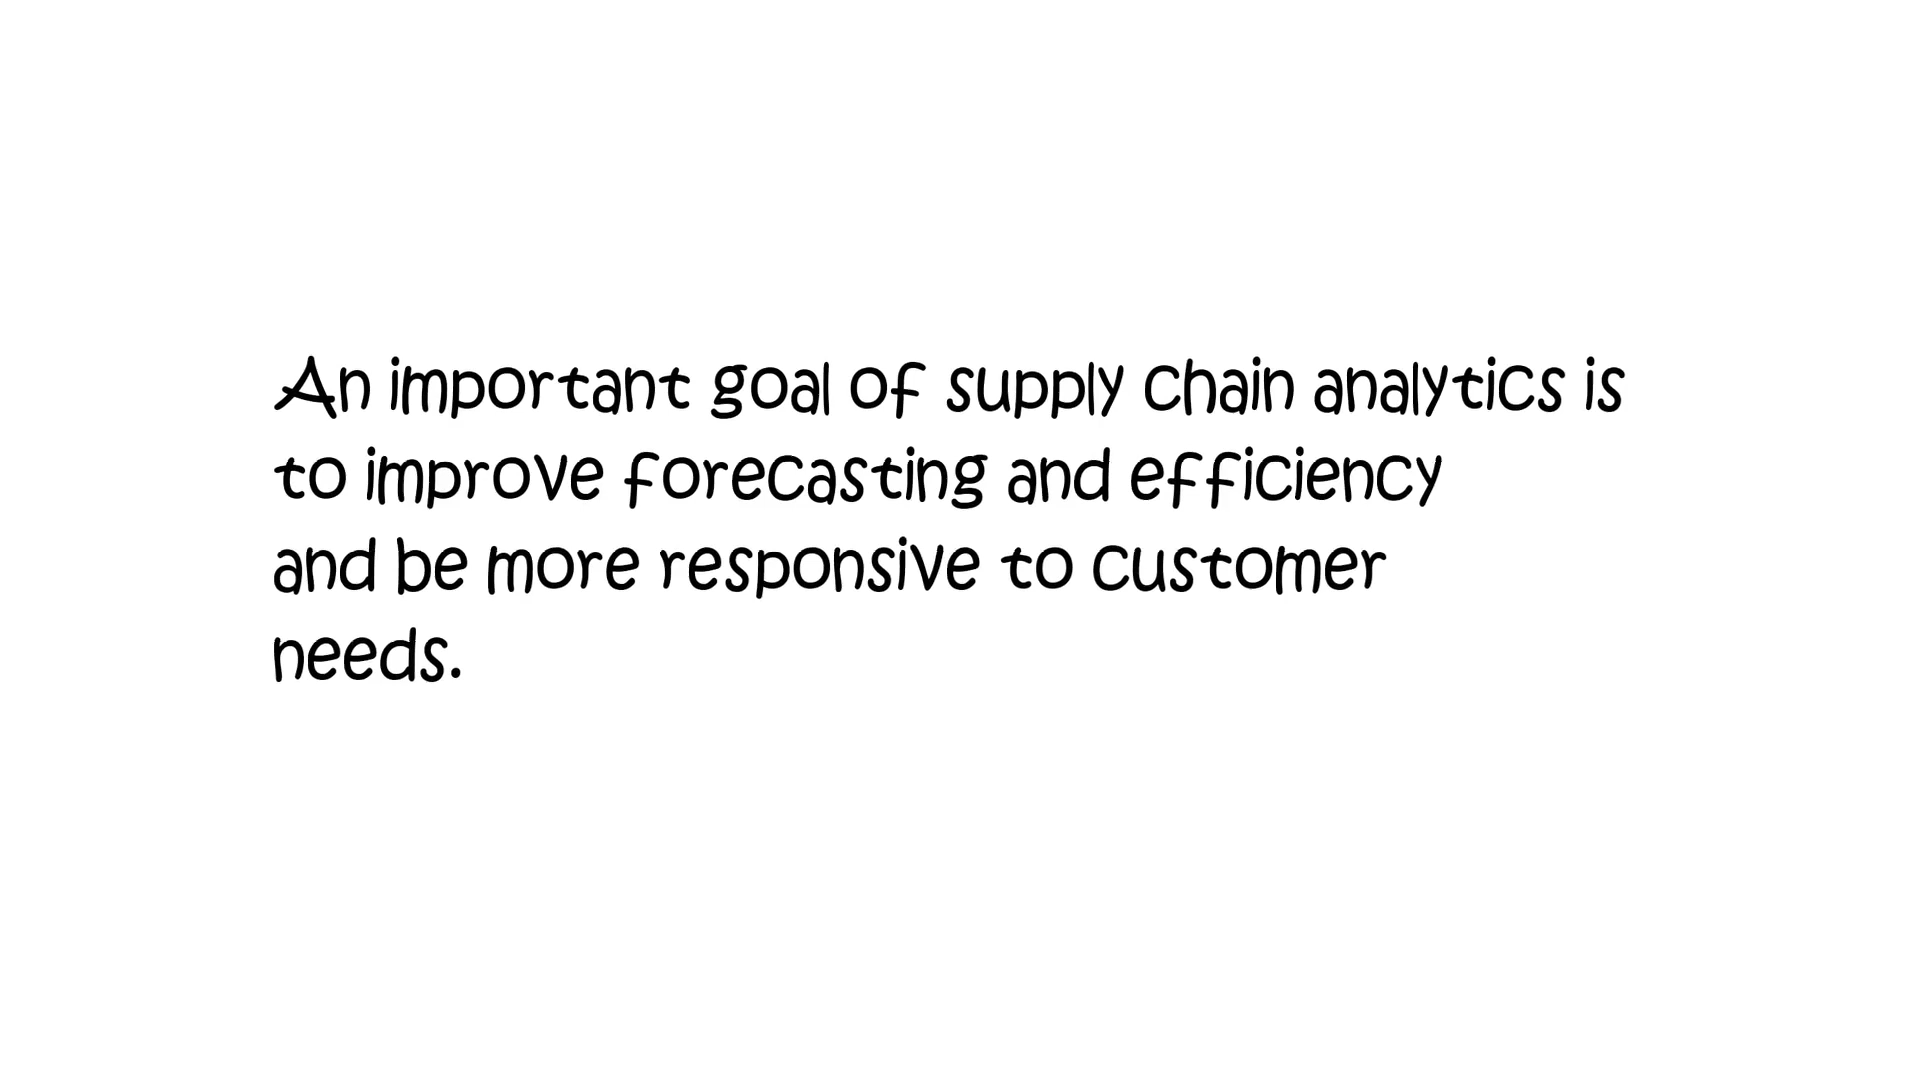 An important goal of supply chain analytics is
to improve forecasting and efficiency
and be more responsive to customer
needs.